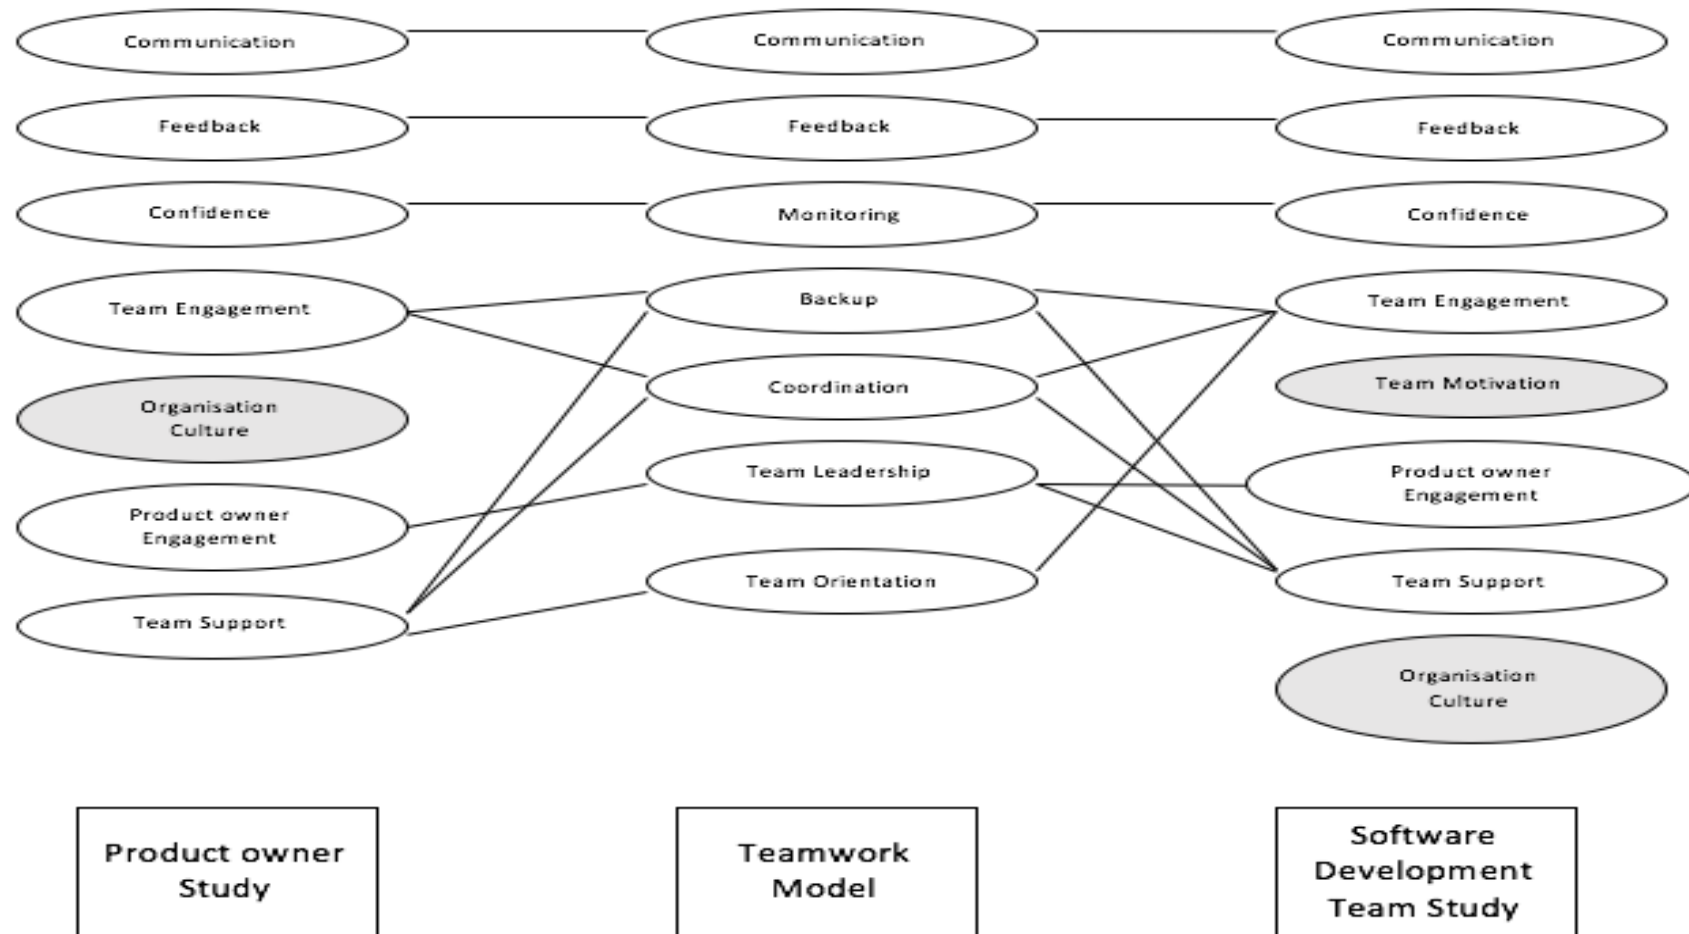 Communication
Communication
Communication
Feedback
Feedback
Feedback
Confidence
Monitoring
Confidence
Team Engagement
Backup
Team Engagement
Organisation
Culture
Coordination
Team Motivation
Product owner
Engagement
Team Leadership
Product owner
Engagement
Team Support
Team Orientation
Team Support
Organisation
Culture
Product owner
Study
Teamwork
Model
Software
Development
Team Study